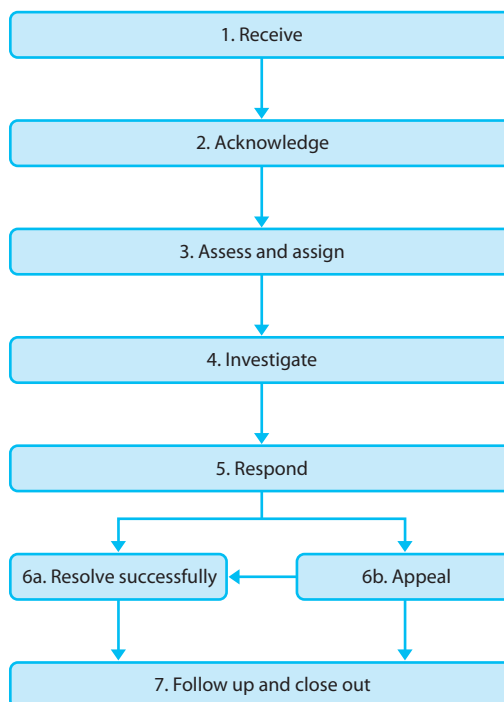 1. Receive
2. Acknowledge
3. Assess and assign
4. Investigate
5. Respond
6a. Resolve successfully
6b. Appeal
7. Follow up and close out